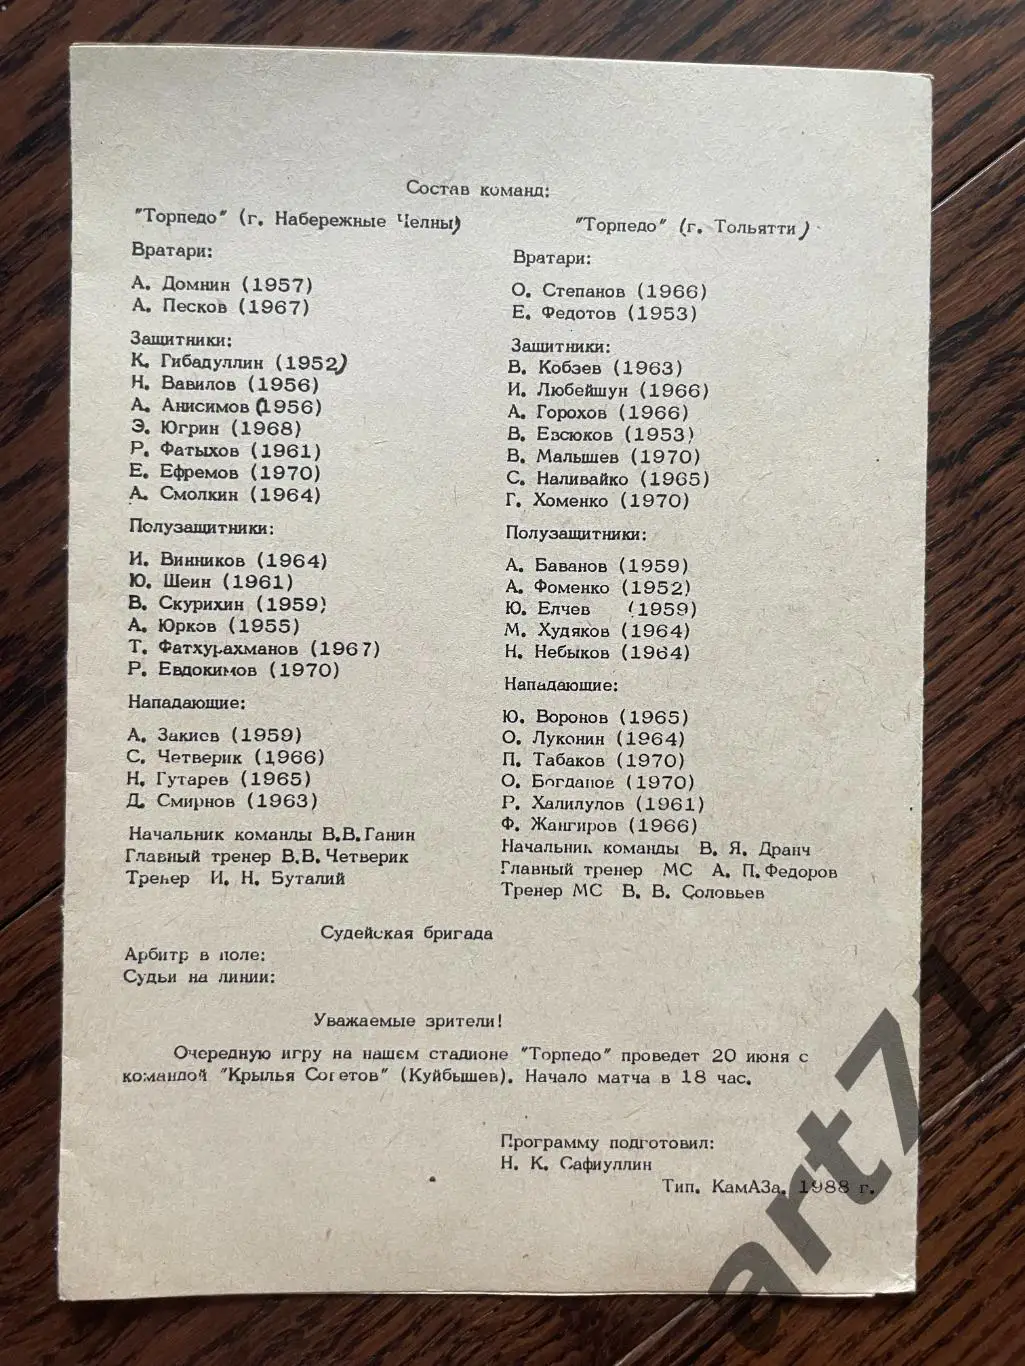 Состав команд:
"Торпедо" (г. Набережные Челны)
Вратари:
А. Домнин (1957)
А. Песков (1967)
Защитники:
К. Гибадуллин (1952)
Н. Вавилов (1956)
А. Анисимов (1956)
Э. Югрин (1968)
Р. Фатыхов (1961)
Е. Ефремов (1970)
А. Смолкин (1964)
Полузащитники:
И. Винников (1964)
Ю. Шеин (1961)
В. Скурихин (1959)
А. Юрков (1955)
Т. Фатхурахманов (1967)
Р. Евдокимов (1970)
Нападающие:
А. Закиев (1959)
С. Четверик (1966)
Н. Гутарев (1965)
Д. Смирнов (1963)
Начальник команды В.В. Ганин
Главный тренер В.В. Четверик
Тренер И. Н. Буталий
"Торпедо" (г. Тольятти)
Вратари:
О. Степанов (1966)
Е. Федотов (1953)
Защитники:
В. Кобзев (1963)
И. Любейшун (1966)
А. Горохов (1966)
В. Евсюков (1953)
В. Малышев (1970)
С. Наливайко (1965)
Г. Хоменко (1970)
Полузащитники:
А. Баванов (1959)
А. Фоменко (1952)
Ю. Елчев (1959)
М. Худяков (1964)
Н. Небыков (1964)
Нападающие:
Ю. Воронов (1965)
О. Луконин (1964)
П. Табаков (1970)
О. Богданов (1970)
Р. Халилулов (1961)
Ф. Жангиров (1966)
Начальник команды В. Я. Дранч
Главный тренер МС А. П. Федоров
Тренер МС В. В. Соловьев
Судейская бригада
Арбитр в поле:
Судьи на линии:
Уважаемые зрители!
Очередную игру на нашем стадионе "Торпедо" проведет 20 июня с
командой "Крылья Советов" (Куйбышев). Начало матча в 18 час.
Программу подготовил:
Н. К. Сафиуллин
Тип. КамАЗа. 1988 г.
art71